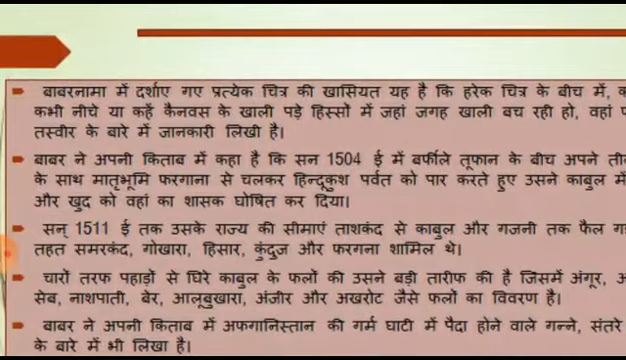 बाबरनामा में दर्शाए गए प्रत्येक चित्र की खासियत यह है कि हरेक चित्र के बीच में,
कभी नीचे या कहें कैनवस के खाली पड़े हिस्सों में जहां जगह खाली बच रही हो, वहां
तस्वीर के बारे में जानकारी लिखी है।
बाबर ने अपनी किताब में कहा है कि सन 1504 ई में बर्फीले तूफान के बीच अपने
के साथ मातृभूमि फरगाना से चलकर हिन्दूकुश पर्वत को पार करते हुए उसने काबुल में
और खुद को वहां का शासक घोषित कर दिया।
सन् 1511 ई तक उसके राज्य की सीमाएं ताशकंद से काबुल और गजनी तक फैल
तहत समरकंद, गोखारा, हिसार, कुंदुज और फरगना शामिल थे।
चारों तरफ पहाड़ों से घिरे काबुल के फलों की उसने बड़ी तारीफ की है जिसमें अंगूर,
सेब, नाशपाती, बेर, आलूबुखारा, अंजीर और अखरोट जैसे फलों का विवरण है।
बाबर ने अपनी किताब में अफगानिस्तान की गर्म घाटी में पैदा होने वाले गन्ने, संतरे
के बारे में भी लिखा है।